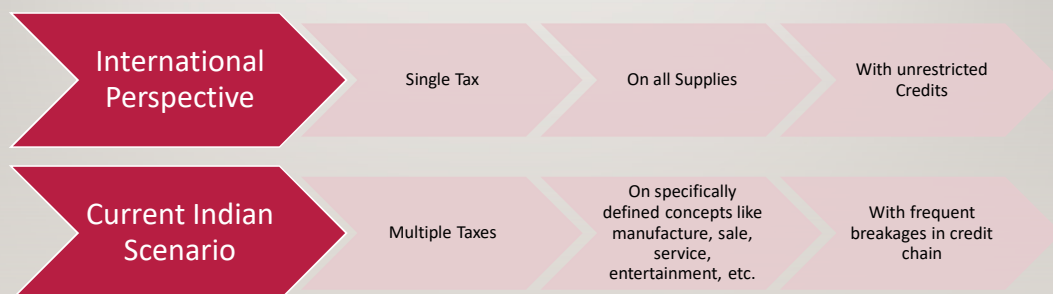 International
Perspective
Single Tax
On all Supplies
With unrestricted
Credits
Current Indian
Scenario
Multiple Taxes
On specifically
defined concepts like
manufacture, sale,
service,
entertainment, etc.
With frequent
breakages in credit
chain